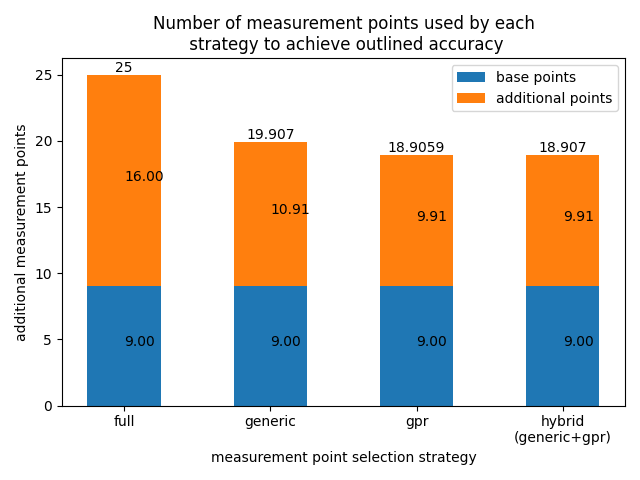 Number of measurement points used by each
strategy to achieve outlined accuracy
base points
additional points
25
19.907
18.9059
18.907
16.00
10.91
9.91
9.91
9.00
9.00
9.00
9.00
additional measurement points
25
20
15
10
5
0
full
generic
gpr
hybrid
(generic+gpr)
measurement point selection strategy